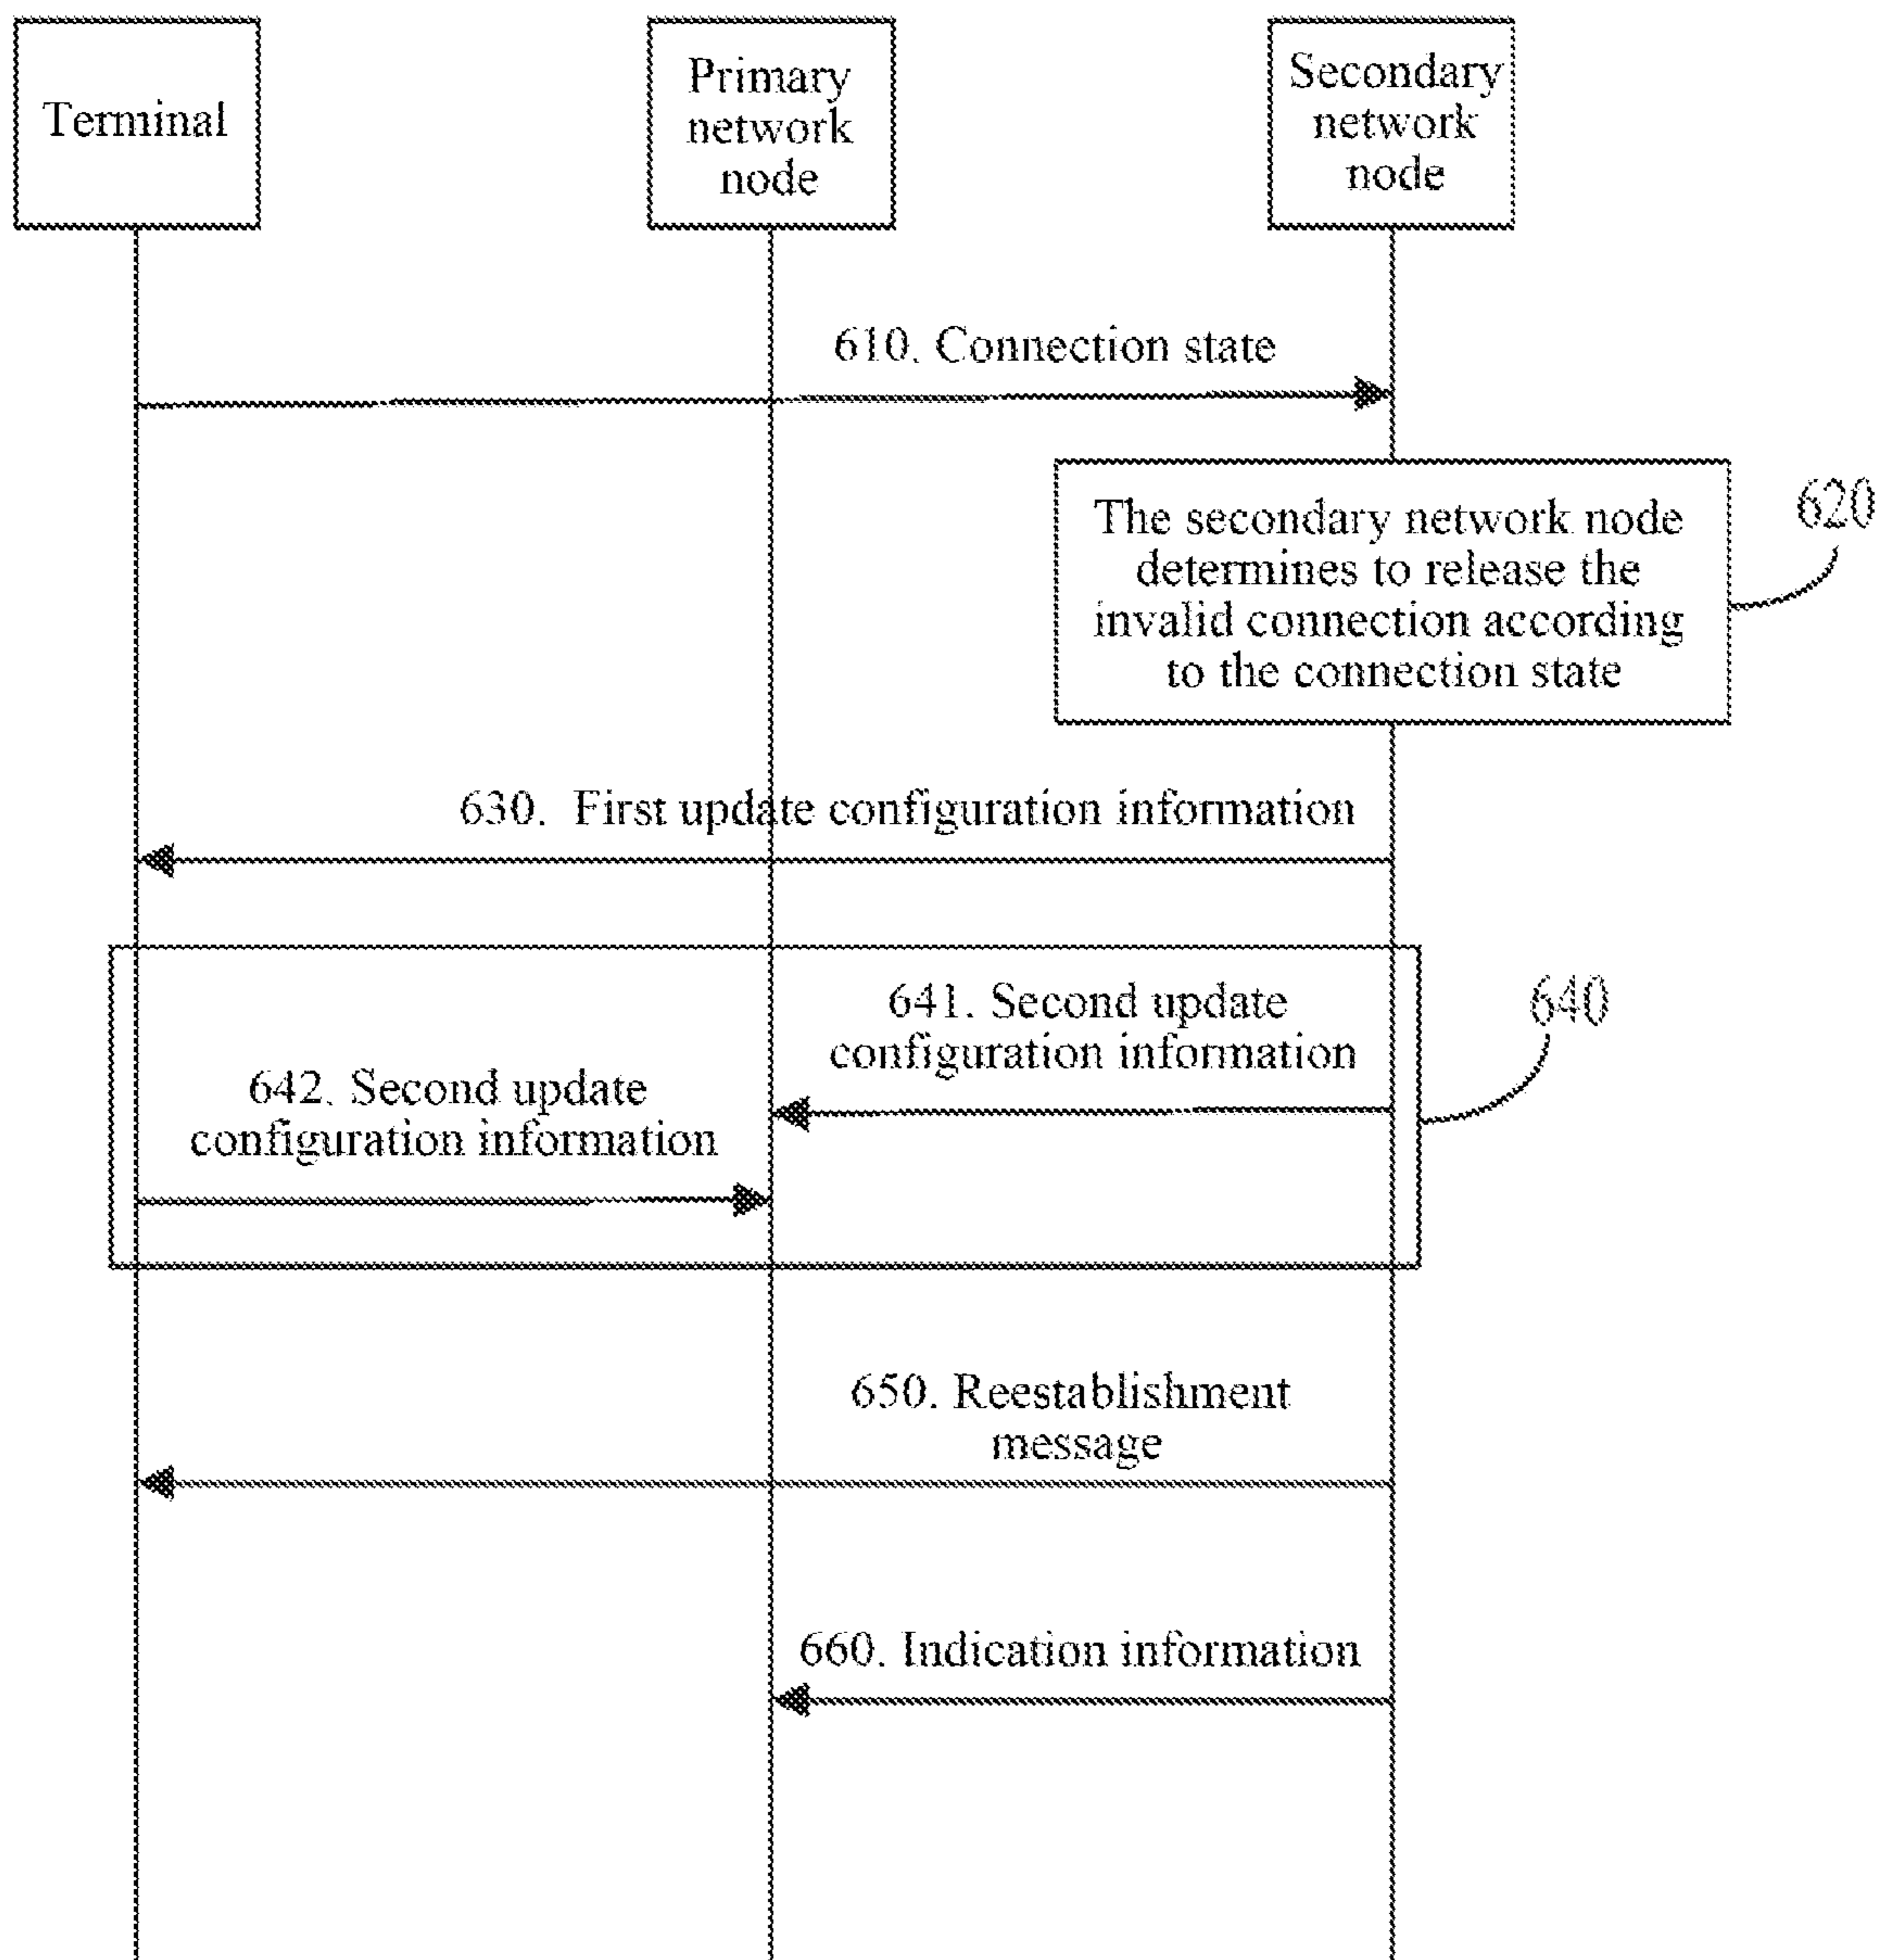 Terminal
Primary
network
node
Secondary
network
node
610. Connection state
The secondary network node
determines to release the
invalid connection according
to the connection state
620
630. First update configuration information
641. Second update
configuration information
640
642. Second update
configuration information
650. Reestablishment
message
660. Indication information